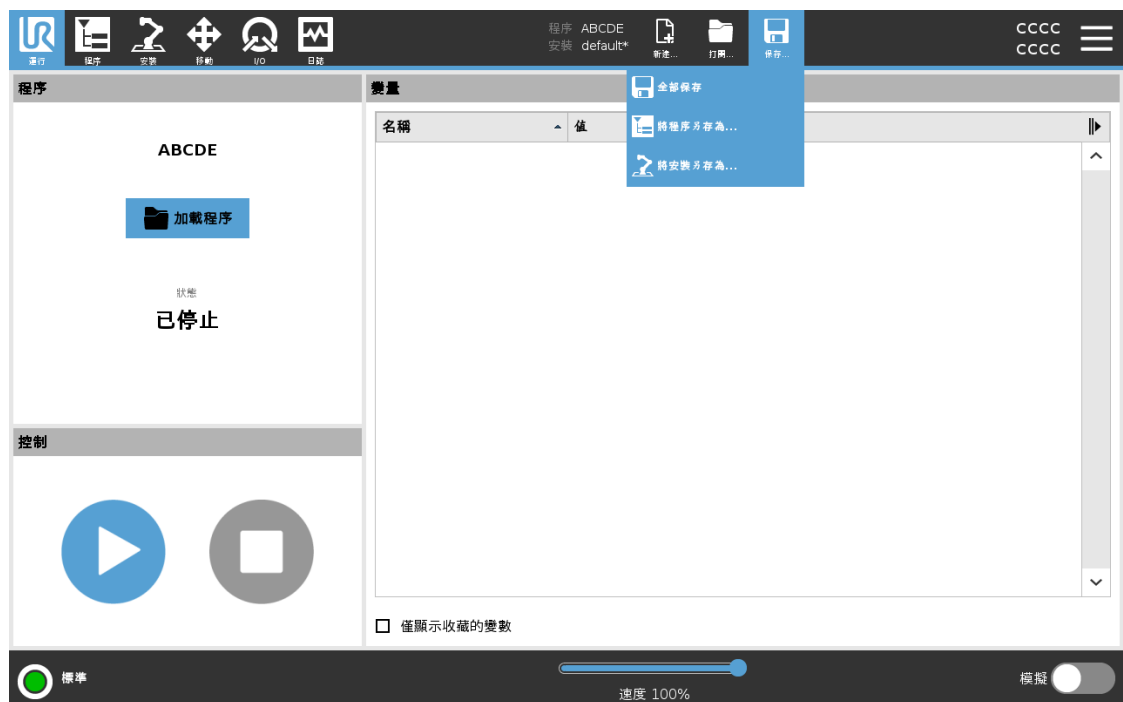 UR
運行
程序
安裝
移動
I/O
日誌
程序 ABCDE
安裝 default*
新建...
打開...
保存...
CCCC
CCCC
全部保存
將程序另存為...
將安裝另存為...
程序
ABCDE
加載程序
狀態
已停止
控制
變量
名稱
值
僅顯示收藏的變數
標準
速度 100%
模擬